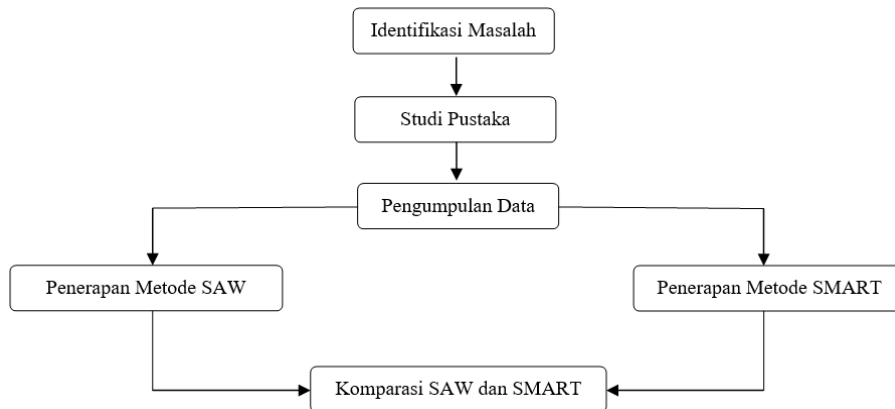 Identifikasi Masalah
Studi Pustaka
Pengumpulan Data
Penerapan Metode SAW
Penerapan Metode SMART
Komparasi SAW dan SMART